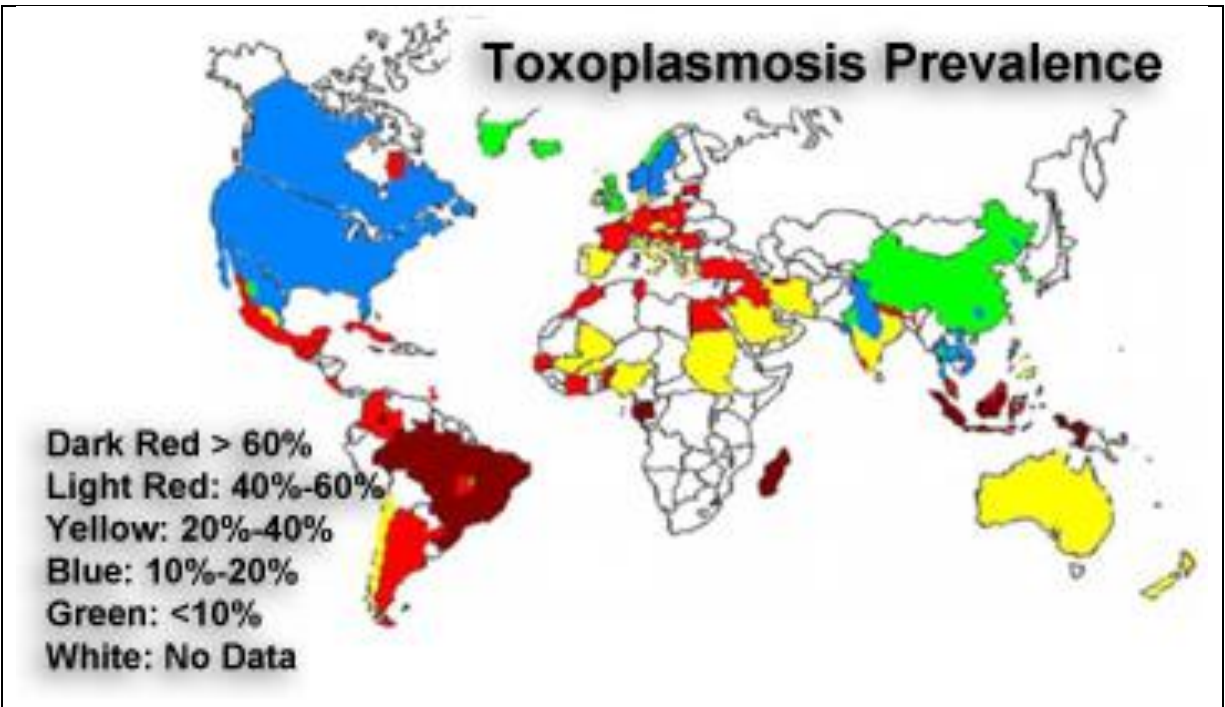 Toxoplasmosis Prevalence
Dark Red > 60%
Light Red: 40%-60%
Yellow: 20%-40%
Blue: 10%-20%
Green: <10%
White: No Data